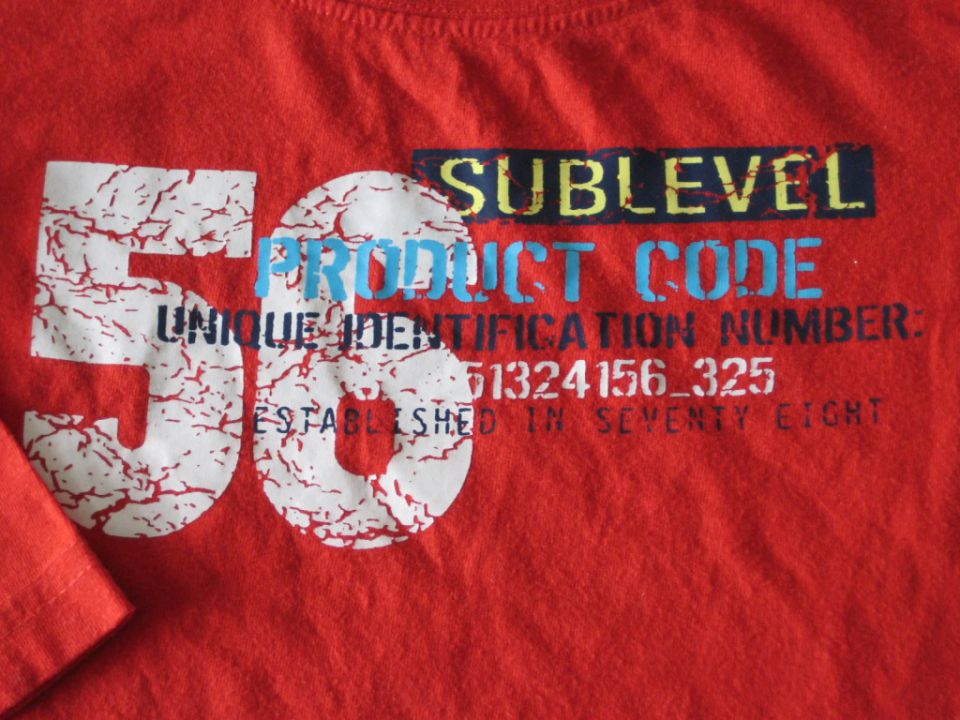 56
SUBLEVEL
PRODUCT CODE
UNIQUE IDENTIFICATION NUMBER:
51324156_325
ESTABLISHED IN SEVENTY EIGHT